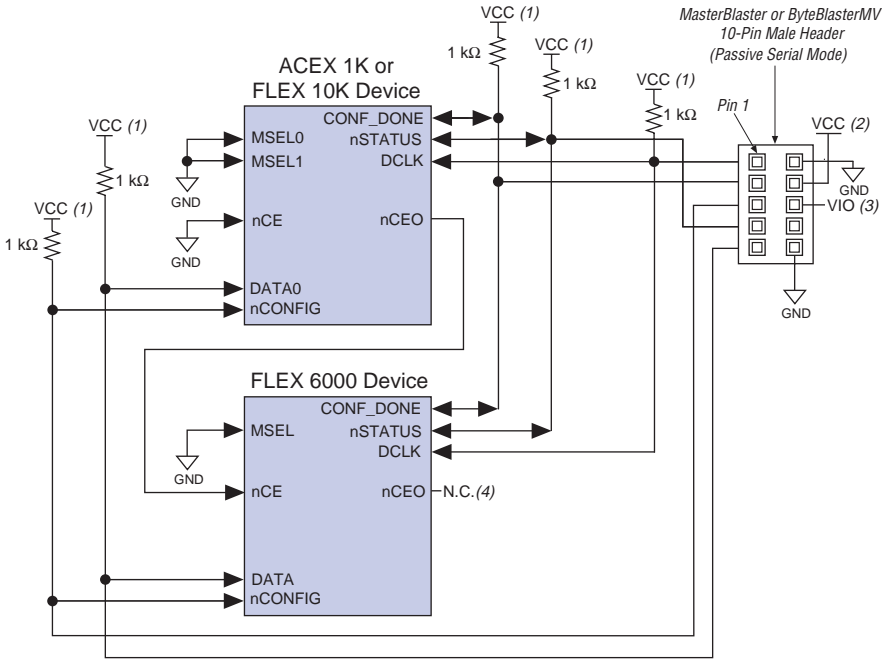 VCC (1)
MasterBlaster or ByteBlasterMV
10-Pin Male Header
(Passive Serial Mode)
1 kΩ
VCC (1)
ACEX 1K or
FLEX 10K Device
1 kΩ
VCC (1)
Pin 1
1 kΩ
VCC (2)
VCC (1)
CONF_DONE
MSEL0
nSTATUS
MSEL1
DCLK
1 kΩ
GND
GND
VCC (1)
VIO (3)
nCE
nCEO
1 kΩ
GND
DATA0
nCONFIG
GND
FLEX 6000 Device
CONF_DONE
MSEL
nSTATUS
DCLK
GND
nCE
nCEO
N.C.(4)
DATA
nCONFIG